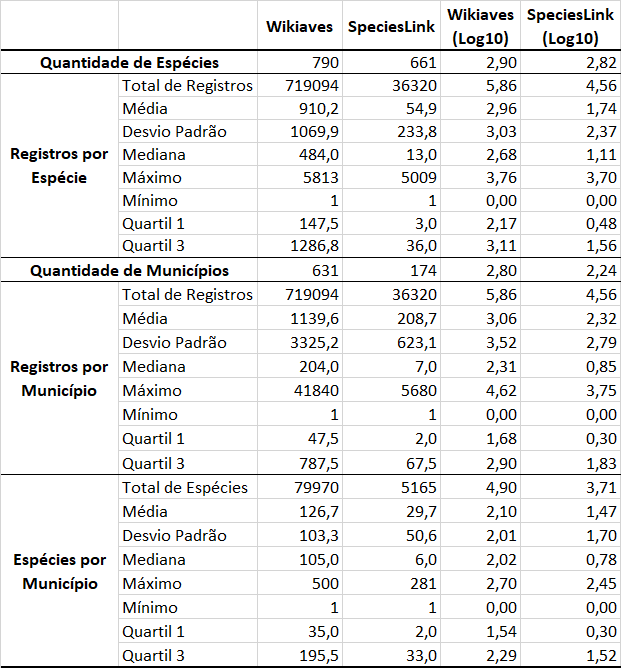 Wikiaves SpeciesLink Wikiaves (Log10) SpeciesLink (Log10)
Quantidade de Espécies 790 661 2,90 2,82
Registros por Espécie
Total de Registros 719094 36320 5,86 4,56
Média 910,2 54,9 2,96 1,74
Desvio Padrão 1069,9 233,8 3,03 2,37
Mediana 484,0 13,0 2,68 1,11
Máximo 5813 5009 3,76 3,70
Mínimo 1 1 0,00 0,00
Quartil 1 147,5 3,0 2,17 0,48
Quartil 3 1286,8 36,0 3,11 1,56
Quantidade de Municípios 631 174 2,80 2,24
Registros por Município
Total de Registros 719094 36320 5,86 4,56
Média 1139,6 208,7 3,06 2,32
Desvio Padrão 3325,2 623,1 3,52 2,79
Mediana 204,0 7,0 2,31 0,85
Máximo 41840 5680 4,62 3,75
Mínimo 1 1 0,00 0,00
Quartil 1 47,5 2,0 1,68 0,30
Quartil 3 787,5 67,5 2,90 1,83
Espécies por Município
Total de Espécies 79970 5165 4,90 3,71
Média 126,7 29,7 2,10 1,47
Desvio Padrão 103,3 50,6 2,01 1,70
Mediana 105,0 6,0 2,02 0,78
Máximo 500 281 2,70 2,45
Mínimo 1 1 0,00 0,00
Quartil 1 35,0 2,0 1,54 0,30
Quartil 3 195,5 33,0 2,29 1,52